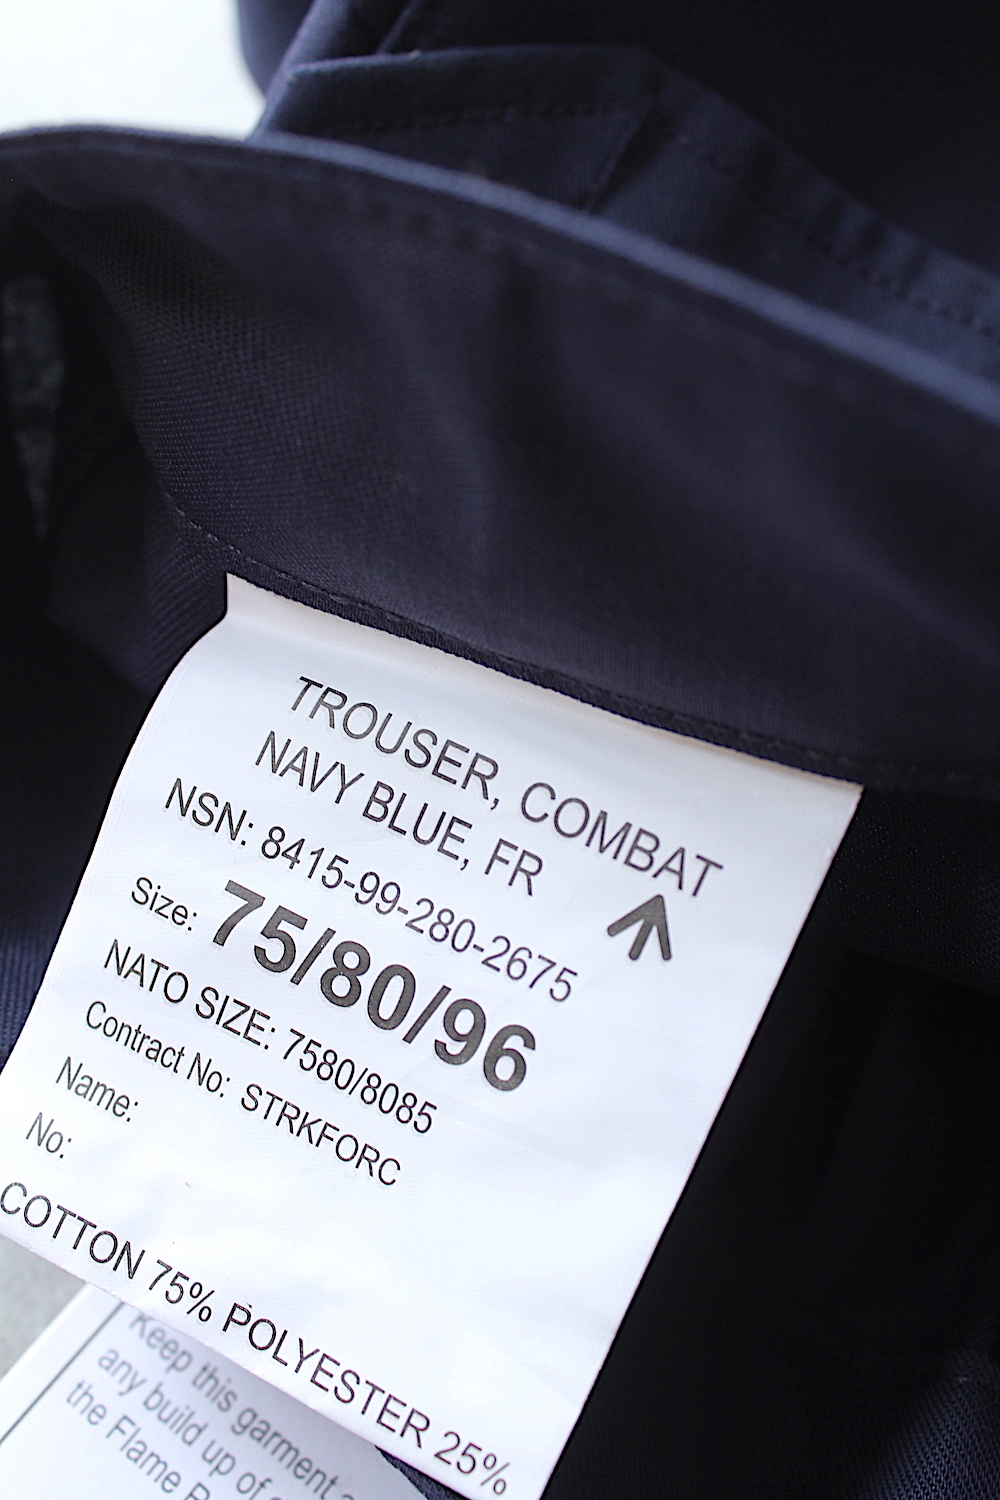 TROUSER, COMBAT
NAVY BLUE, FR
NSN: 8415-99-280-2675
Size: 75/80/96
NATO SIZE: 7580/8085
Contract No: STRKFORC
Name:
No:
COTTON 75% POLYESTER 25%
Keep this garment
any build up of
the Flame